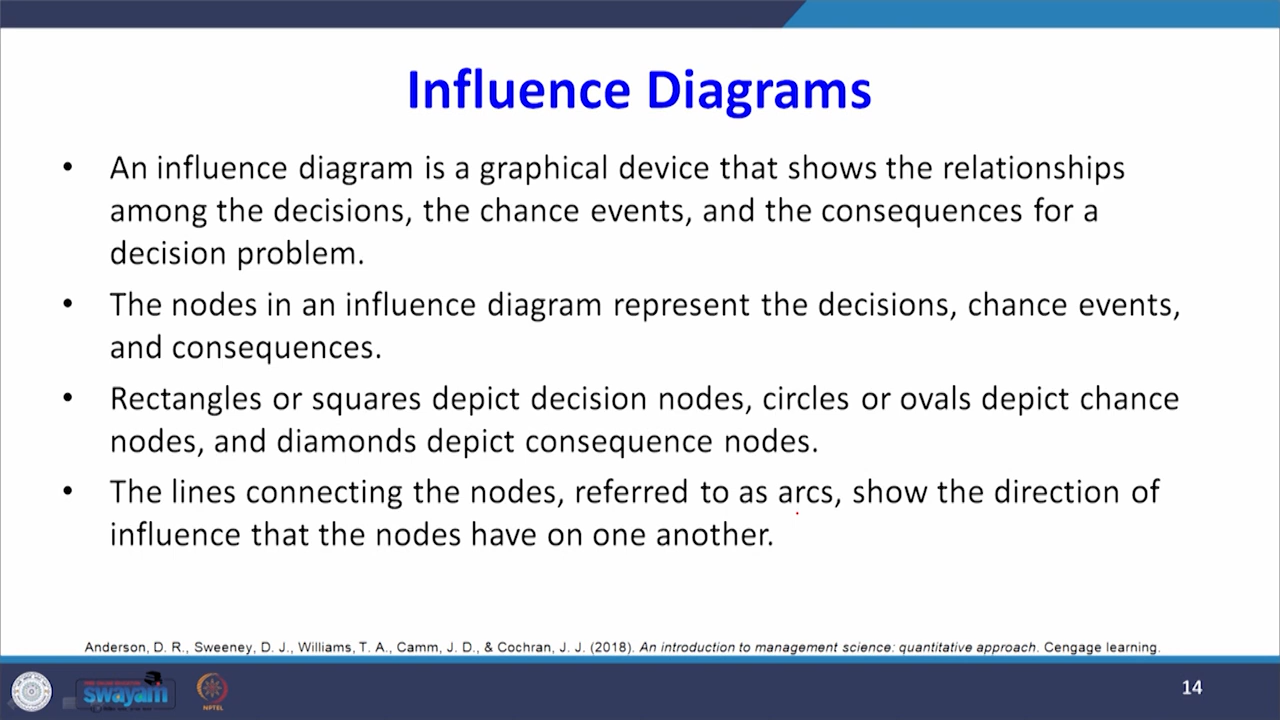 Influence Diagrams
• An influence diagram is a graphical device that shows the relationships
among the decisions, the chance events, and the consequences for a
decision problem.
• The nodes in an influence diagram represent the decisions, chance events,
and consequences.
• Rectangles or squares depict decision nodes, circles or ovals depict chance
nodes, and diamonds depict consequence nodes.
• The lines connecting the nodes, referred to as arcs, show the direction of
influence that the nodes have on one another.
Anderson, D. R., Sweeney, D. J., Williams, T. A., Camm, J. D., & Cochran, J. J. (2018). An introduction to management science: quantitative approach. Cengage learning.
swayam
NPTEL
14